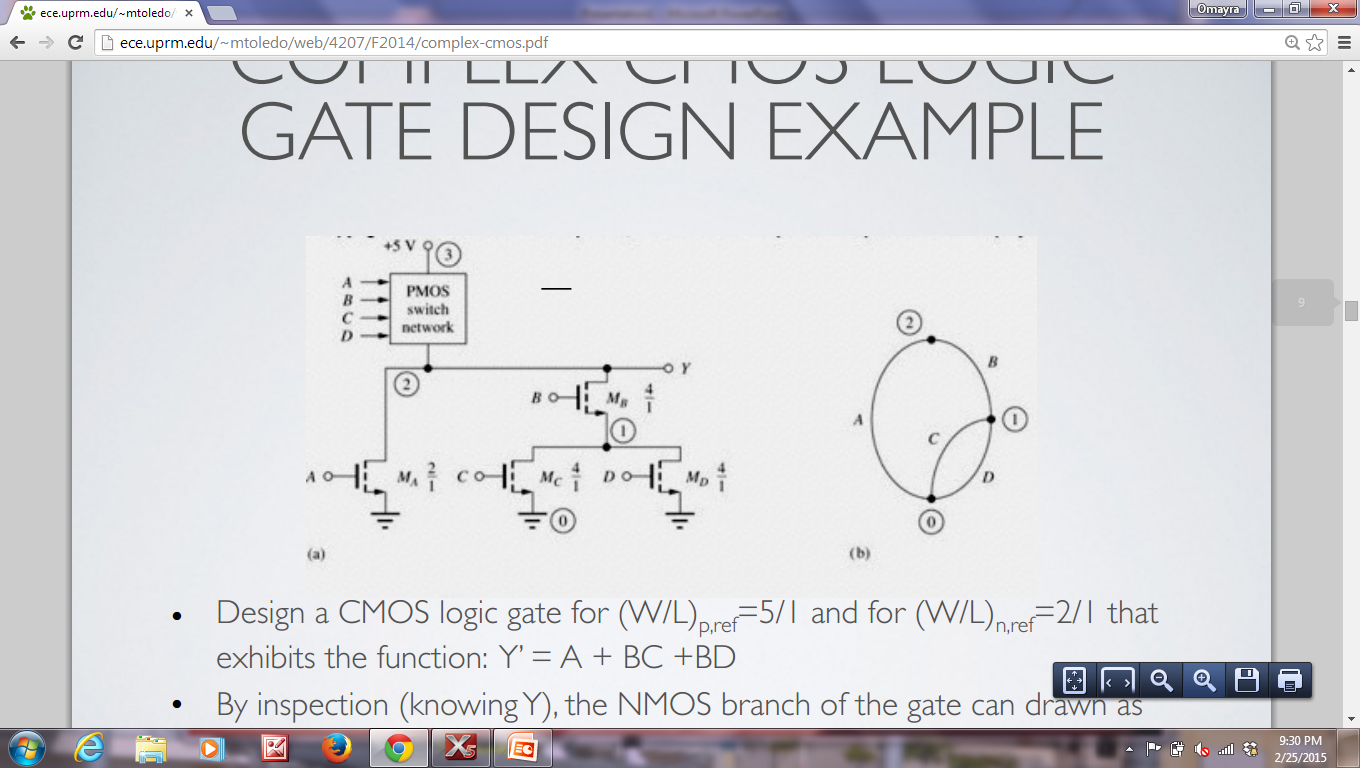 ece.uprm.edu/~mtoledo/
Omayra
ece.uprm.edu/~mtoledo/web/4207/F2014/complex-cmos.pdf
COMPLEX CMOS LOGIC
GATE DESIGN EXAMPLE
+5 V 3
A
B
C
D
PMOS
switch
network
2
Y
B M_B 4/1
1
A M_A 2/1 C M_C 4/1 D M_D 4/1
0
(a)
2
B
A
1
C
D
0
(b)
9
• Design a CMOS logic gate for (W/L)p,ref=5/1 and for (W/L)n,ref=2/1 that
exhibits the function: Y' = A + BC +BD
• By inspection (knowing Y), the NMOS branch of the gate can drawn as
9:30 PM
2/25/2015